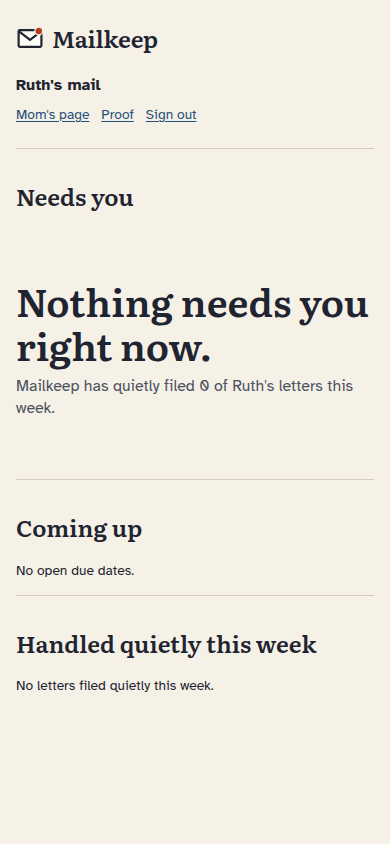 Mailkeep
Ruth's mail
Mom's page Proof Sign out
Needs you
Nothing needs you
right now.
Mailkeep has quietly filed 0 of Ruth's letters this
week.
Coming up
No open due dates.
Handled quietly this week
No letters filed quietly this week.